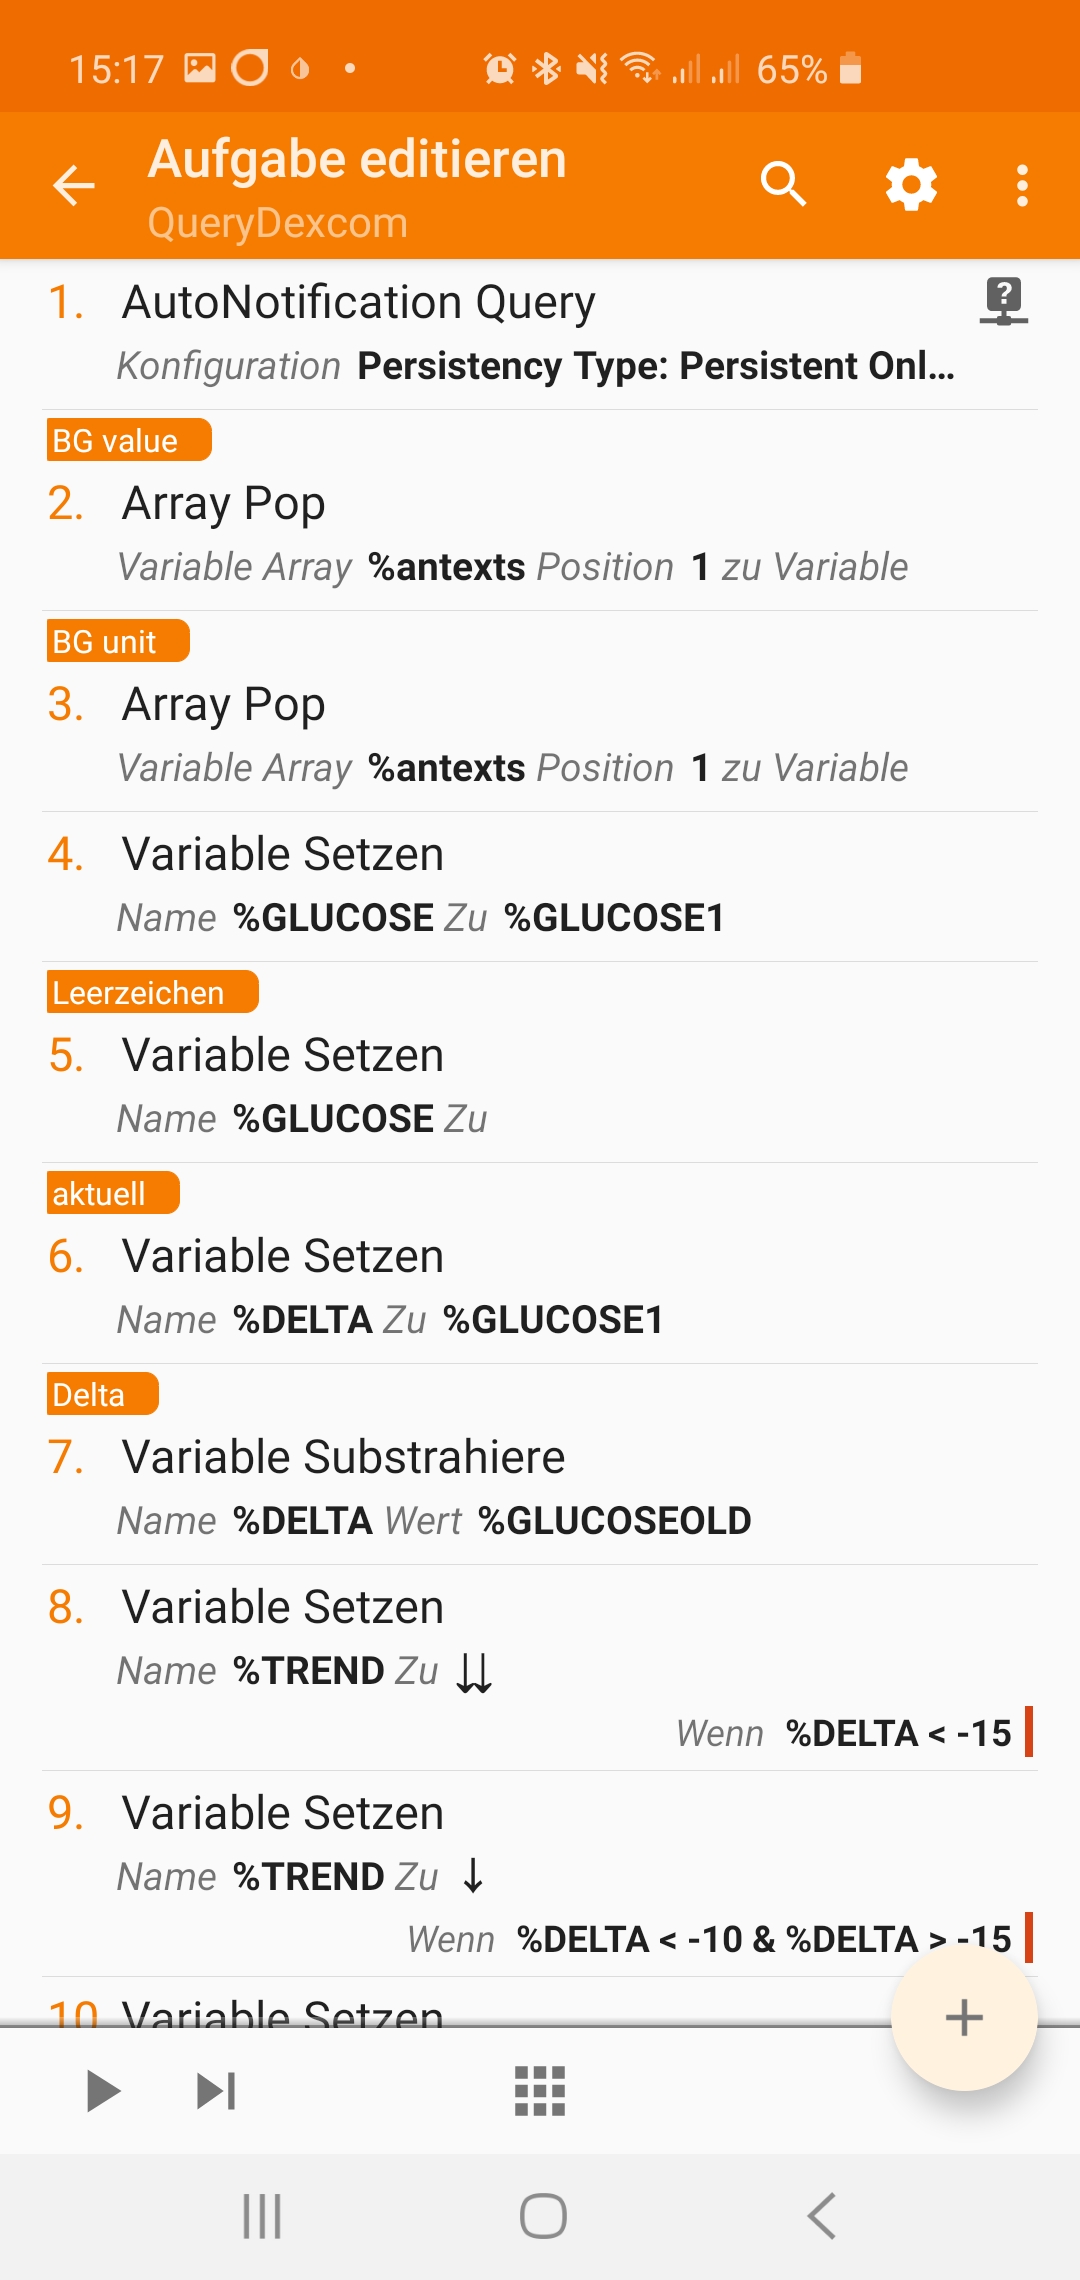 15:17 65%
Aufgabe editieren
QueryDexcom
1. AutoNotification Query
Konfiguration Persistency Type: Persistent Onl...
BG value
2. Array Pop
Variable Array %antexts Position 1 zu Variable
BG unit
3. Array Pop
Variable Array %antexts Position 1 zu Variable
4. Variable Setzen
Name %GLUCOSE Zu %GLUCOSE1
Leerzeichen
5. Variable Setzen
Name %GLUCOSE Zu
aktuell
6. Variable Setzen
Name %DELTA Zu %GLUCOSE1
Delta
7. Variable Substrahiere
Name %DELTA Wert %GLUCOSEOLD
8. Variable Setzen
Name %TREND Zu ↓↓
Wenn %DELTA < -15
9. Variable Setzen
Name %TREND Zu ↓
Wenn %DELTA < -10 & %DELTA > -15
10 Variable Setzen